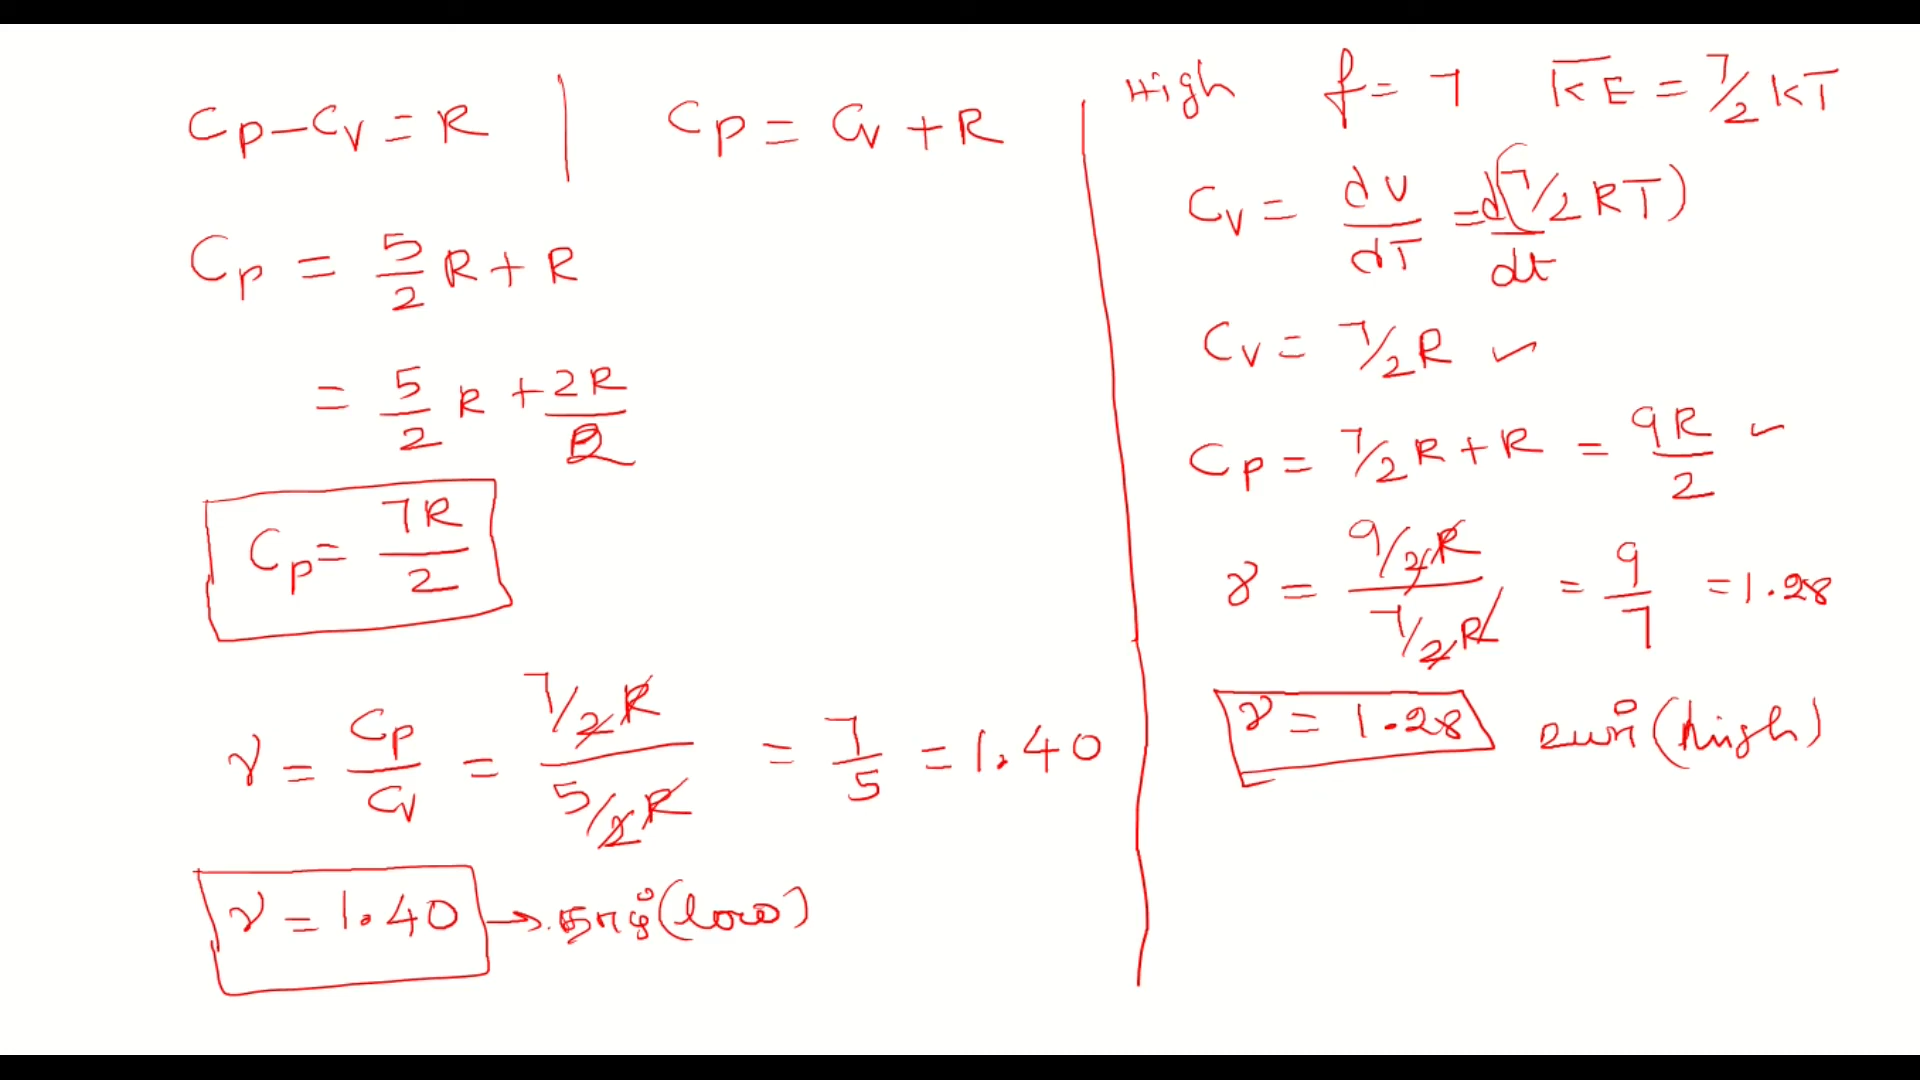 Cp - Cv = R | Cp = Cv + R
Cp = 5/2 R + R
= 5/2 R + 2R/2
Cp = 7R/2
γ = Cp/Cv = 7/2 R / 5/2 R = 7/5 = 1.40
γ = 1.40 → (low)
High f = 7 K̅E̅ = 7/2 KT
Cv = dU/dT = d(7/2 RT)/dt
Cv = 7/2 R ✓
Cp = 7/2 R + R = 9R/2 ✓
γ = 9/2 R / 7/2 R = 9/7 = 1.28
γ = 1.28 (high)